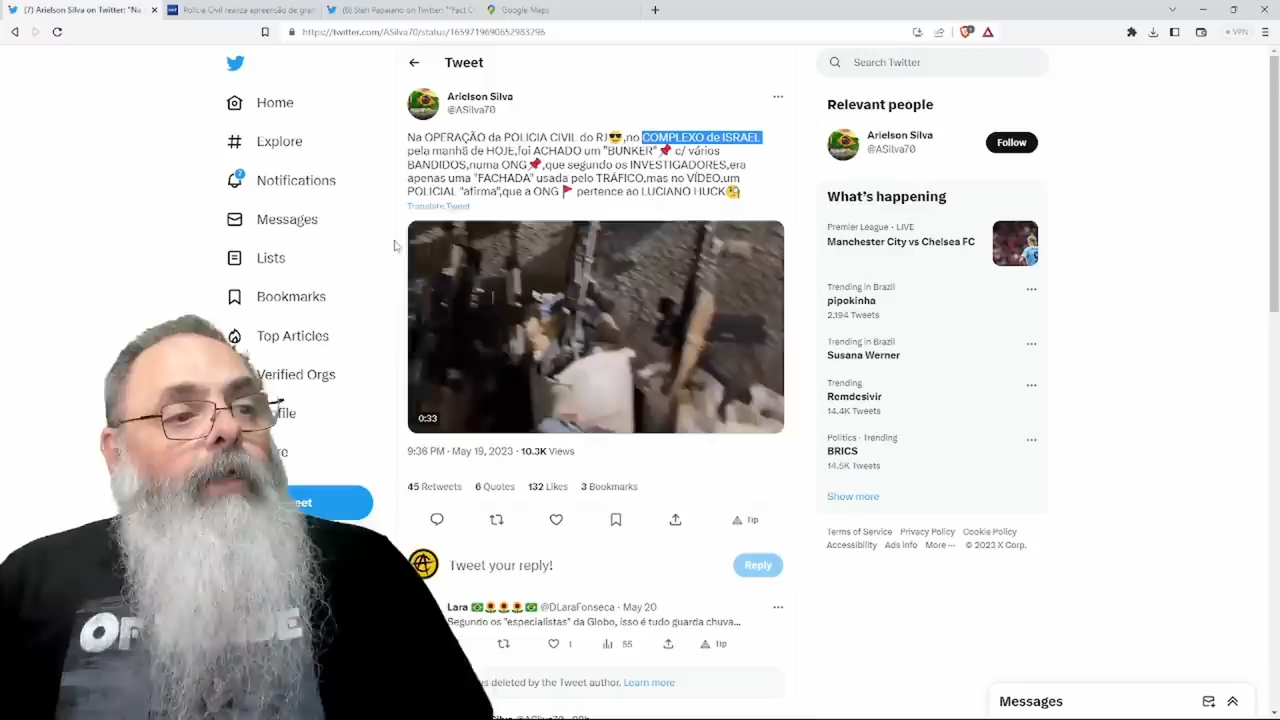 (7) Arielson Silv on Twitter: "Na
Polícia Civil realiza apreensão de gran
(6) Steh Papaiano on Twitter: "*Fact C
Google Maps
https://twitter.com/ASilva70/status/1659719690652983296
VPN
Tweet
Search Twitter
Home
Explore
7
Notifications
Messages
Lists
Bookmarks
Top Articles
Verified Orgs
ofile
re
eet
Arielson Silva
@ASilva70
Na OPERAÇÃO da POLICIA CIVIL do RJ😎,no COMPLEXO de ISRAEL
pela manhã de HOJE,foi ACHADO um "BUNKER"📌 c/ vários
BANDIDOS,numa ONG📌,que segundo os INVESTIGADORES,era
apenas uma "FACHADA" usada pelo TRÁFICO,mas no VÍDEO,um
POLICIAL "afirma",que a ONG🚩 pertence ao LUCIANO HUCK🧐
Translate Tweet
0:33
9:36 PM · May 19, 2023 · 10.3K Views
45 Retweets 6 Quotes 132 Likes 3 Bookmarks
Tip
Tweet your reply!
Reply
Lara 🇧🇷🌻🌻🌻🇧🇷 @DLaraFonseca · May 20
Segundo os "especialistas" da Globo, isso é tudo guarda chuva...
1
55
Tip
s deleted by the Tweet author. Learn more
Relevant people
Arielson Silva
@ASilva70
Follow
What's happening
Premier League · LIVE
Manchester City vs Chelsea FC
Trending in Brazil
pipokinha
2,194 Tweets
Trending in Brazil
Susana Werner
Trending
Remdesivir
14.4K Tweets
Politics · Trending
BRICS
14.5K Tweets
Show more
Terms of Service Privacy Policy Cookie Policy
Accessibility Ads info More ··· © 2023 X Corp.
Messages